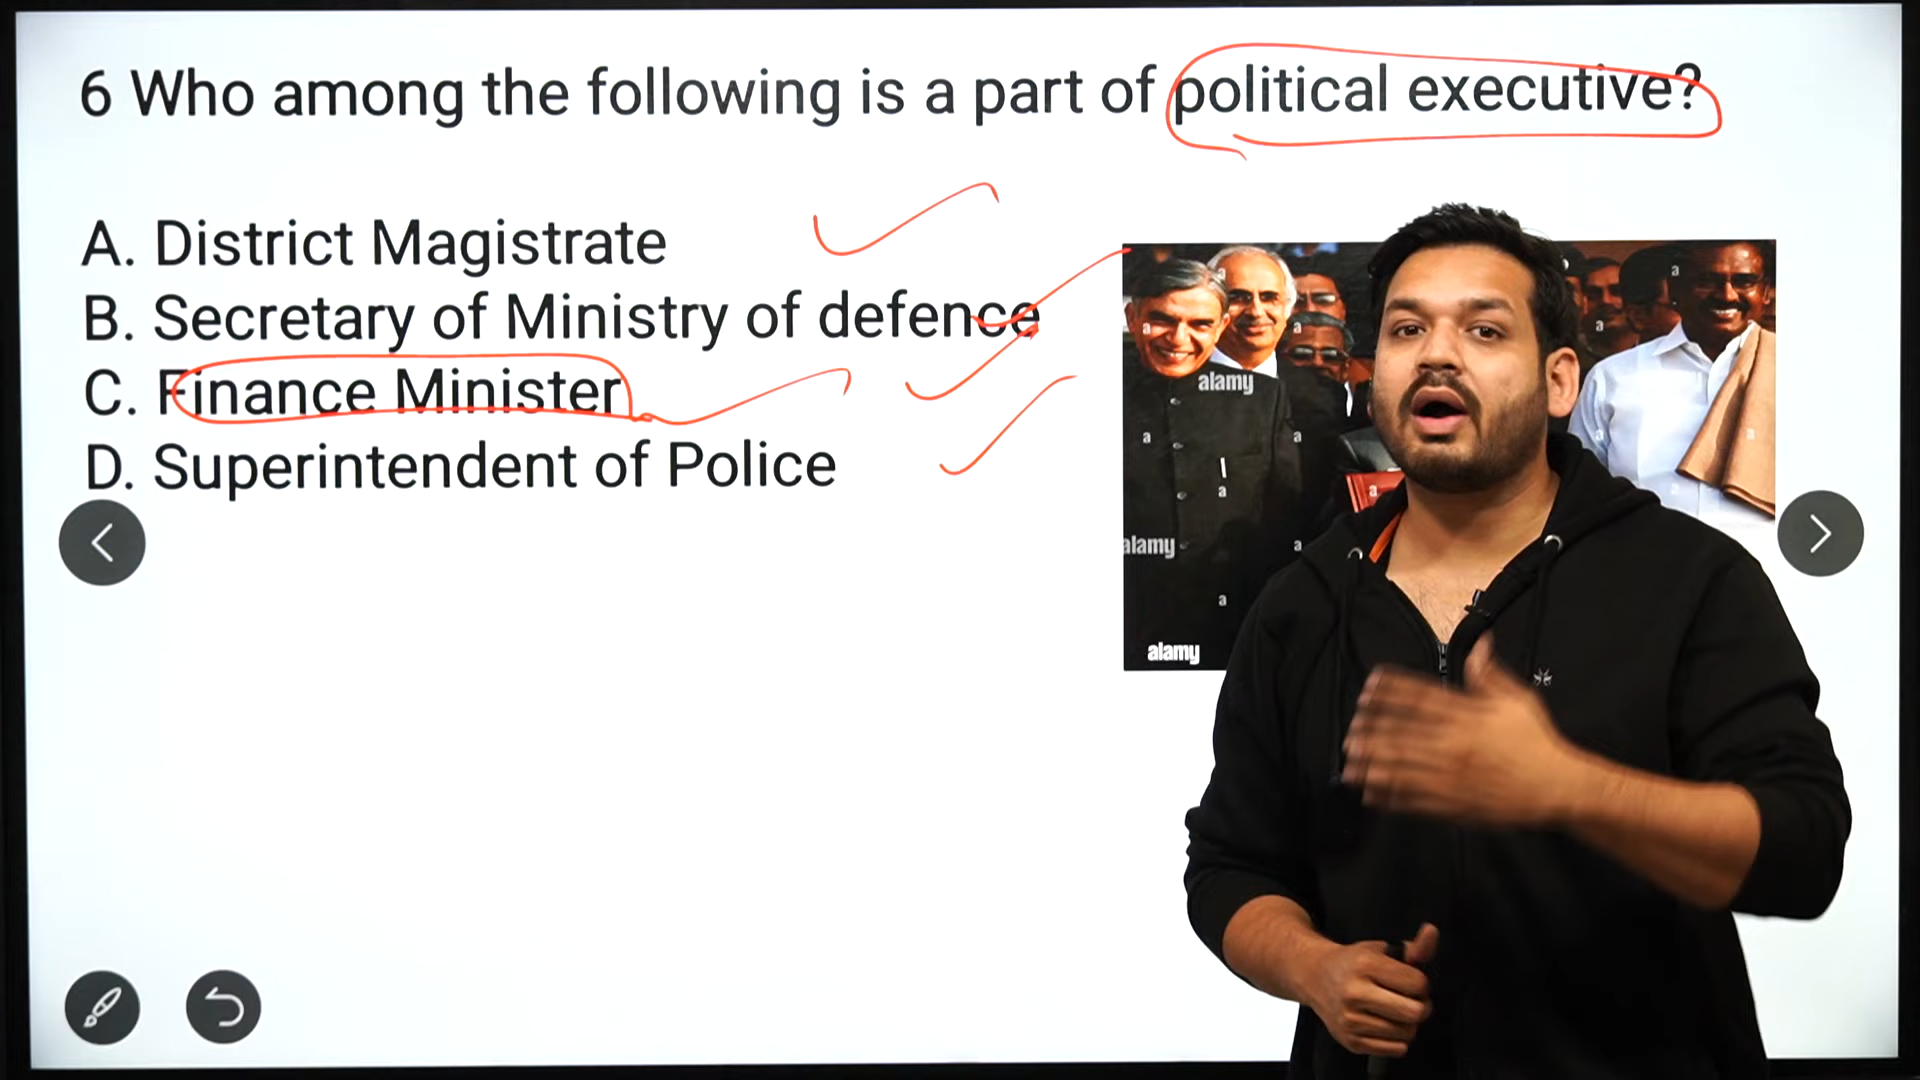 6 Who among the following is a part of political executive?
A. District Magistrate
B. Secretary of Ministry of defence
C. Finance Minister
D. Superintendent of Police
a
a
a
a
a
alamy
a
a
a
a
a
a
alamy
a
a
alamy